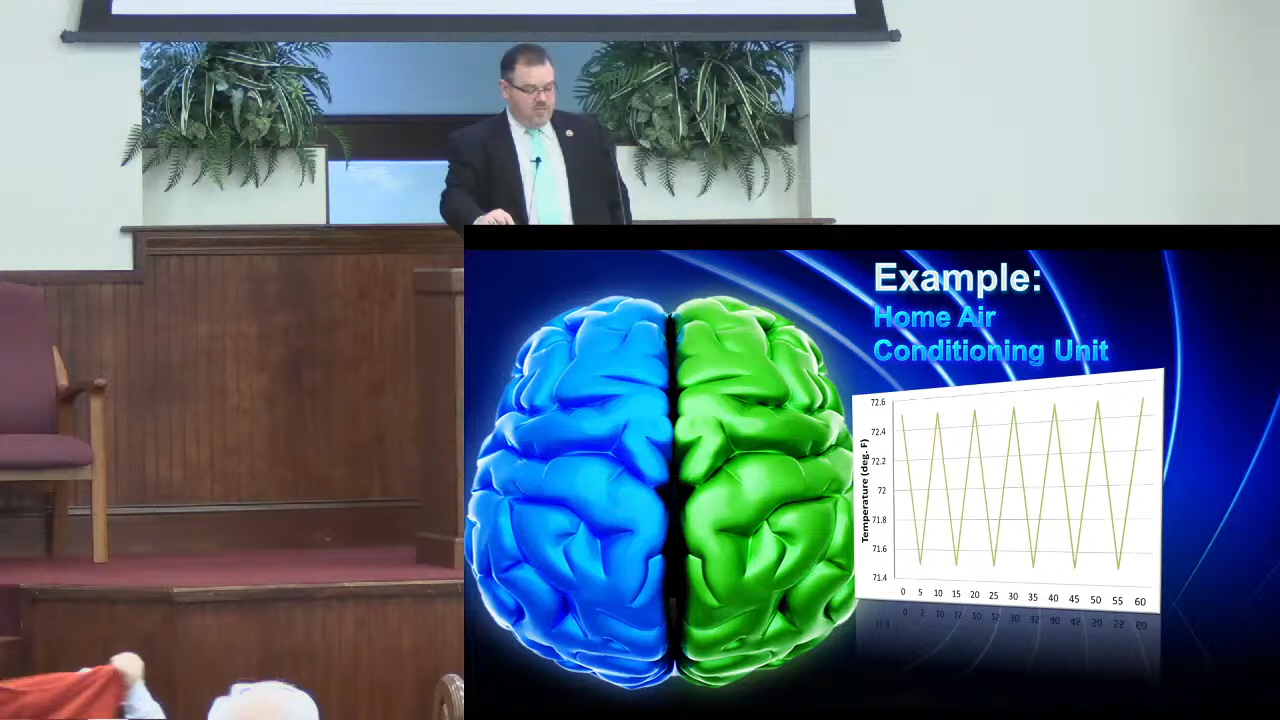 Example:
Home Air
Conditioning Unit
72.6
72.4
72.2
72
71.8
71.6
71.4
Temperature (deg. F)
0 5 10 15 20 25 30 35 40 45 50 55 60